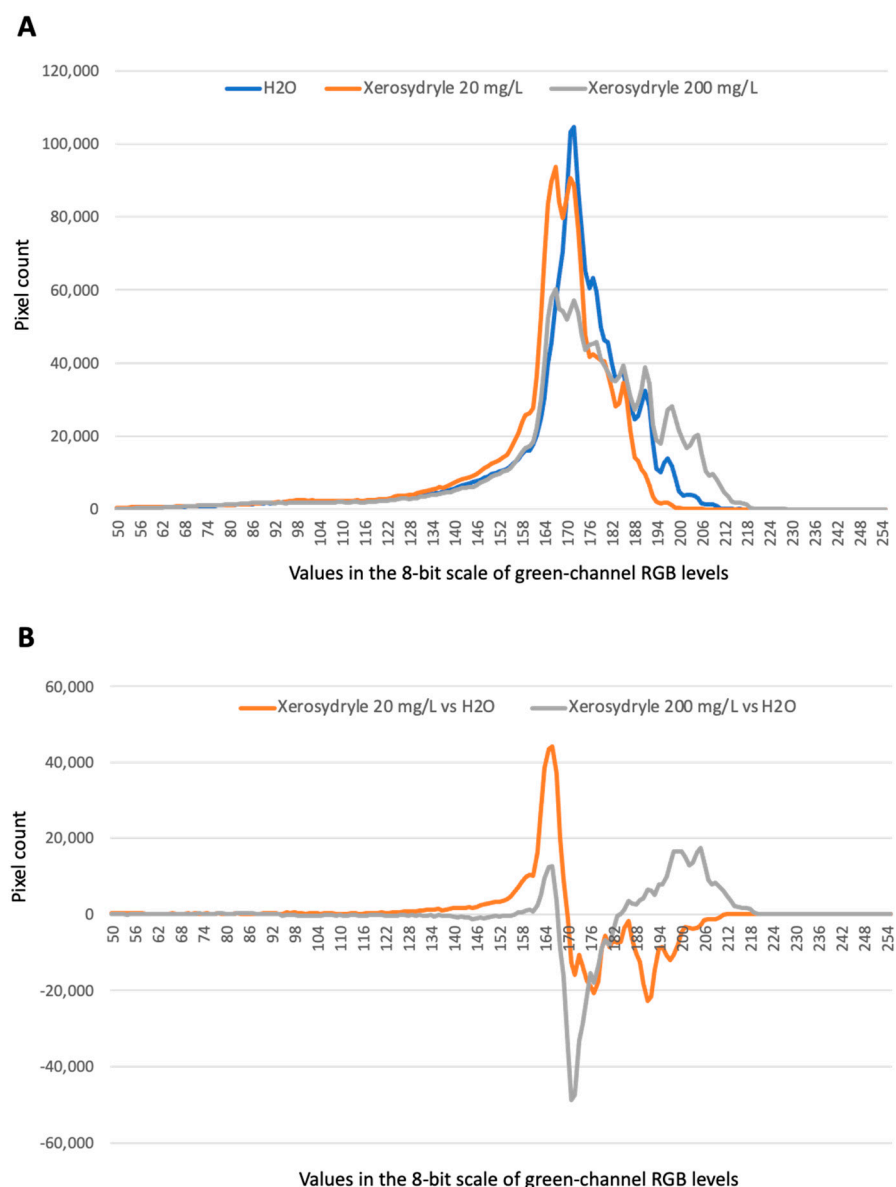 A
120,000
H2O Xerosydryle 20 mg/L Xerosydryle 200 mg/L
100,000
80,000
Pixel count
60,000
40,000
20,000
0
50 56 62 68 74 80 86 92 98 104 110 116 122 128 134 140 146 152 158 164 170 176 182 188 194 200 206 212 218 224 230 236 242 248 254
Values in the 8-bit scale of green-channel RGB levels
B
60,000
Xerosydryle 20 mg/L vs H2O Xerosydryle 200 mg/L vs H2O
40,000
20,000
Pixel count
0
50 56 62 68 74 80 86 92 98 104 110 116 122 128 134 140 146 152 158 164 170 176 182 188 194 200 206 212 218 224 230 236 242 248 254
-20,000
-40,000
-60,000
Values in the 8-bit scale of green-channel RGB levels